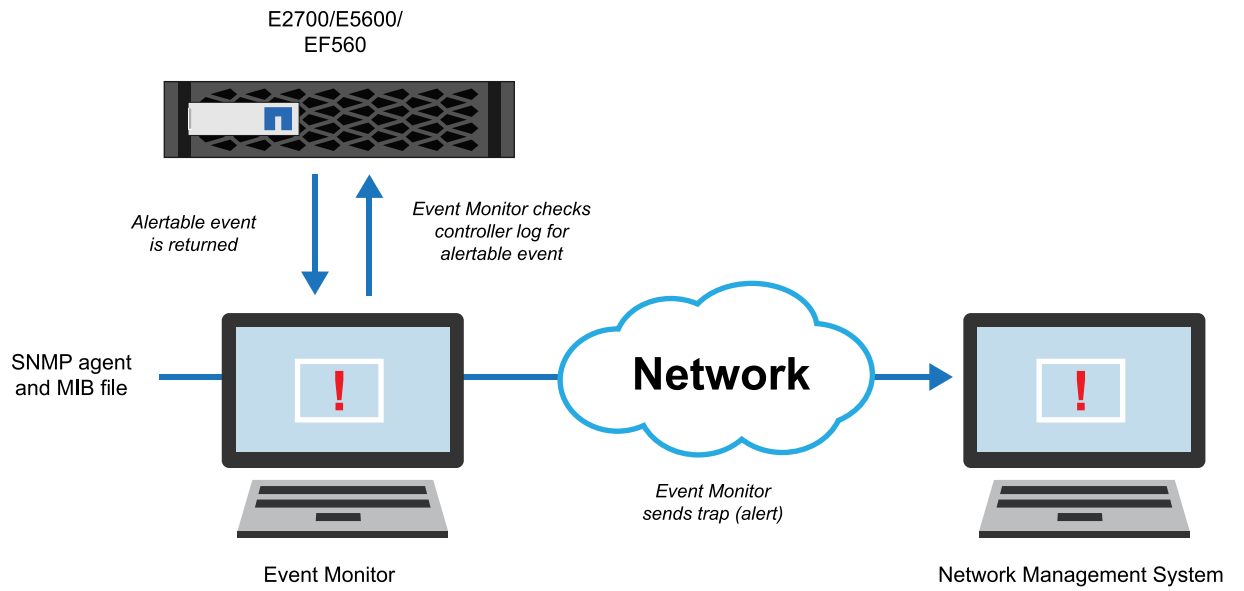 E2700/E5600/
EF560
Alertable event
is returned
Event Monitor checks
controller log for
alertable event
SNMP agent
and MIB file
!
Network
!
Event Monitor
sends trap (alert)
Event Monitor
Network Management System